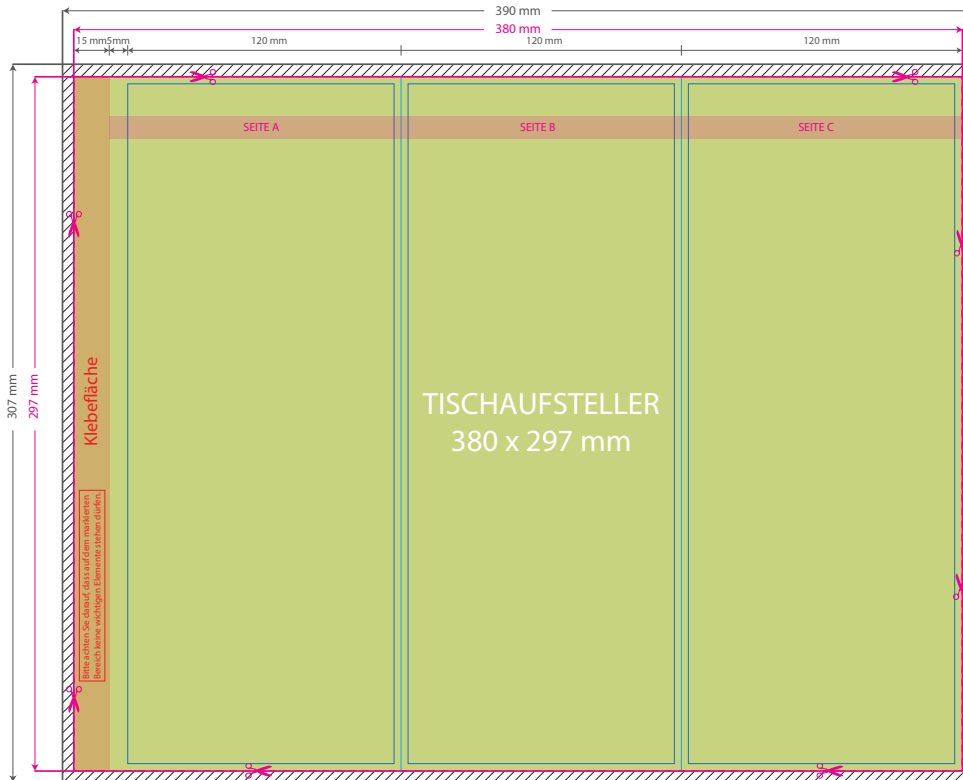 390 mm
380 mm
15 mm 5mm 120 mm 120 mm 120 mm
SEITE A SEITE B SEITE C
307 mm
297 mm
Klebefläche
Bitte achten Sie darauf, dass auf dem markierten
Bereich keine wichtigen Elemente stehen dürfen.
TISCHAUFSTELLER
380 x 297 mm